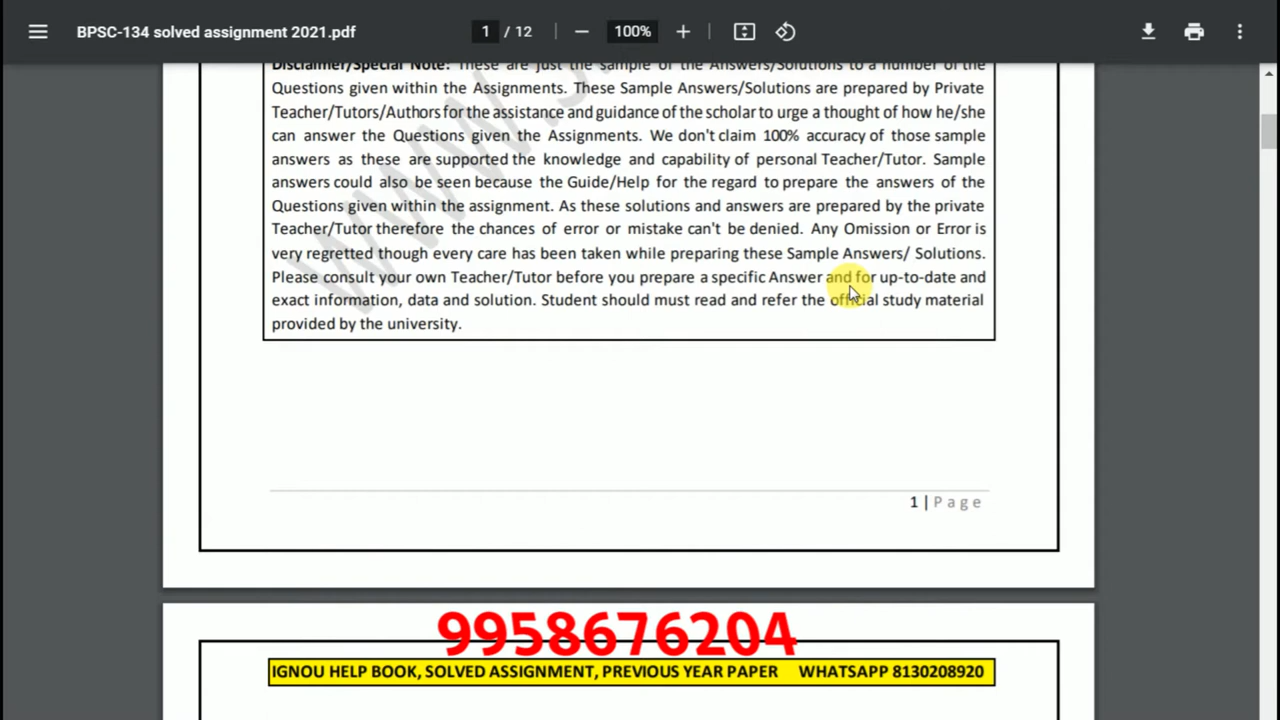 BPSC-134 solved assignment 2021.pdf
1 / 12
100%
Disclaimer/Special Note: These are just the sample of the Answers/Solutions to a number of the
Questions given within the Assignments. These Sample Answers/Solutions are prepared by Private
Teacher/Tutors/Authors for the assistance and guidance of the scholar to urge a thought of how he/she
can answer the Questions given the Assignments. We don't claim 100% accuracy of those sample
answers as these are supported the knowledge and capability of personal Teacher/Tutor. Sample
answers could also be seen because the Guide/Help for the regard to prepare the answers of the
Questions given within the assignment. As these solutions and answers are prepared by the private
Teacher/Tutor therefore the chances of error or mistake can't be denied. Any Omission or Error is
very regretted though every care has been taken while preparing these Sample Answers/ Solutions.
Please consult your own Teacher/Tutor before you prepare a specific Answer and for up-to-date and
exact information, data and solution. Student should must read and refer the official study material
provided by the university.
1 | Page
9958676204
IGNOU HELP BOOK, SOLVED ASSIGNMENT, PREVIOUS YEAR PAPER WHATSAPP 8130208920